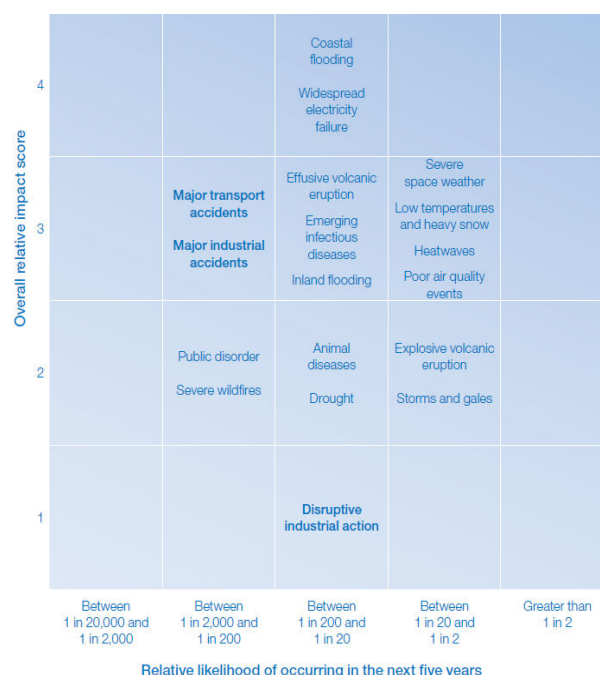 Overall relative impact score
4
Coastal
flooding
Widespread
electricity
failure
3
Major transport
accidents
Major industrial
accidents
Effusive volcanic
eruption
Emerging
infectious
diseases
Inland flooding
Severe
space weather
Low temperatures
and heavy snow
Heatwaves
Poor air quality
events
2
Public disorder
Severe wildfires
Animal
diseases
Drought
Explosive volcanic
eruption
Storms and gales
1
Disruptive
industrial action
Between
1 in 20,000 and
1 in 2,000
Between
1 in 2,000 and
1 in 200
Between
1 in 200 and
1 in 20
Between
1 in 20 and
1 in 2
Greater than
1 in 2
Relative likelihood of occurring in the next five years